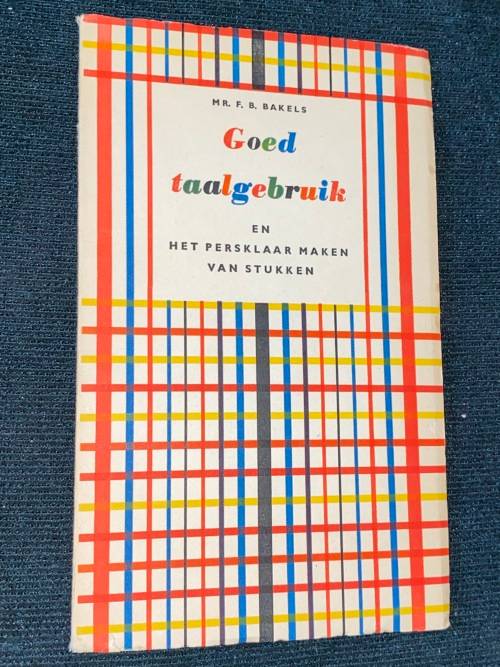 MR. F. B. BAKELS
Goed
taalgebruik
EN
HET PERSKLAAR MAKEN
VAN STUKKEN